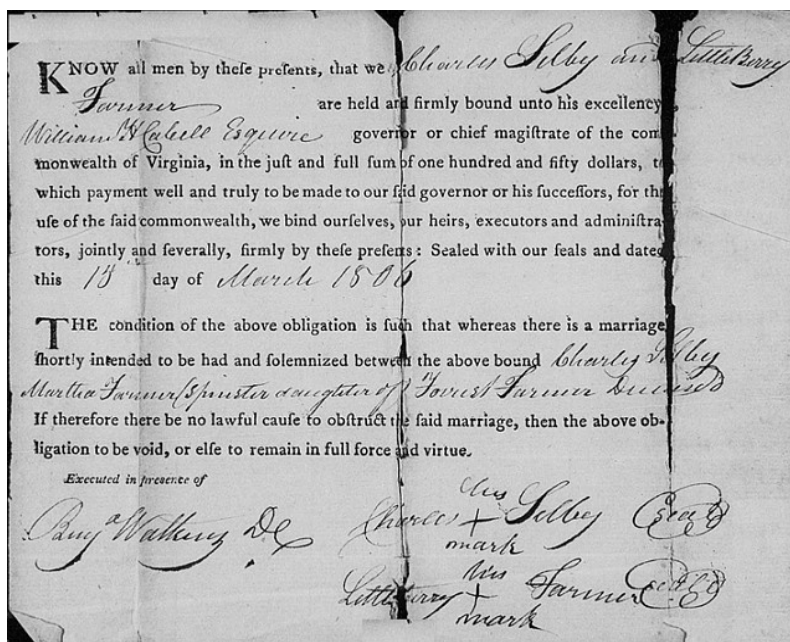 KNOW all men by theſe preſents, that we Charles Selby and LittleBerry
Farmer are held and firmly bound unto his excellency
William H Cabell Esquire governor or chief magiſtrate of the com-
monwealth of Virginia, in the juſt and full ſum of one hundred and fifty dollars, to
which payment well and truly to be made to our ſaid governor or his ſucceſſors, for the
uſe of the ſaid commonwealth, we bind ourſelves, our heirs, executors and adminiſtra-
tors, jointly and ſeverally, firmly by theſe preſents: Sealed with our ſeals and dated
this day of March 1806
THE condition of the above obligation is ſuch that whereas there is a marriage
ſhortly intended to be had and ſolemnized between the above bound Charles Selby
Martha Farmer (Spinster daughter of) Forrest Farmer Deceased
If therefore there be no lawful cauſe to obſtruct the ſaid marriage, then the above ob-
ligation to be void, or elſe to remain in full force and virtue.
Executed in preſence of
his
Benja Watkins DC Charles + Selby (seal)
mark
his
Littleberry + Farmer (seal)
mark